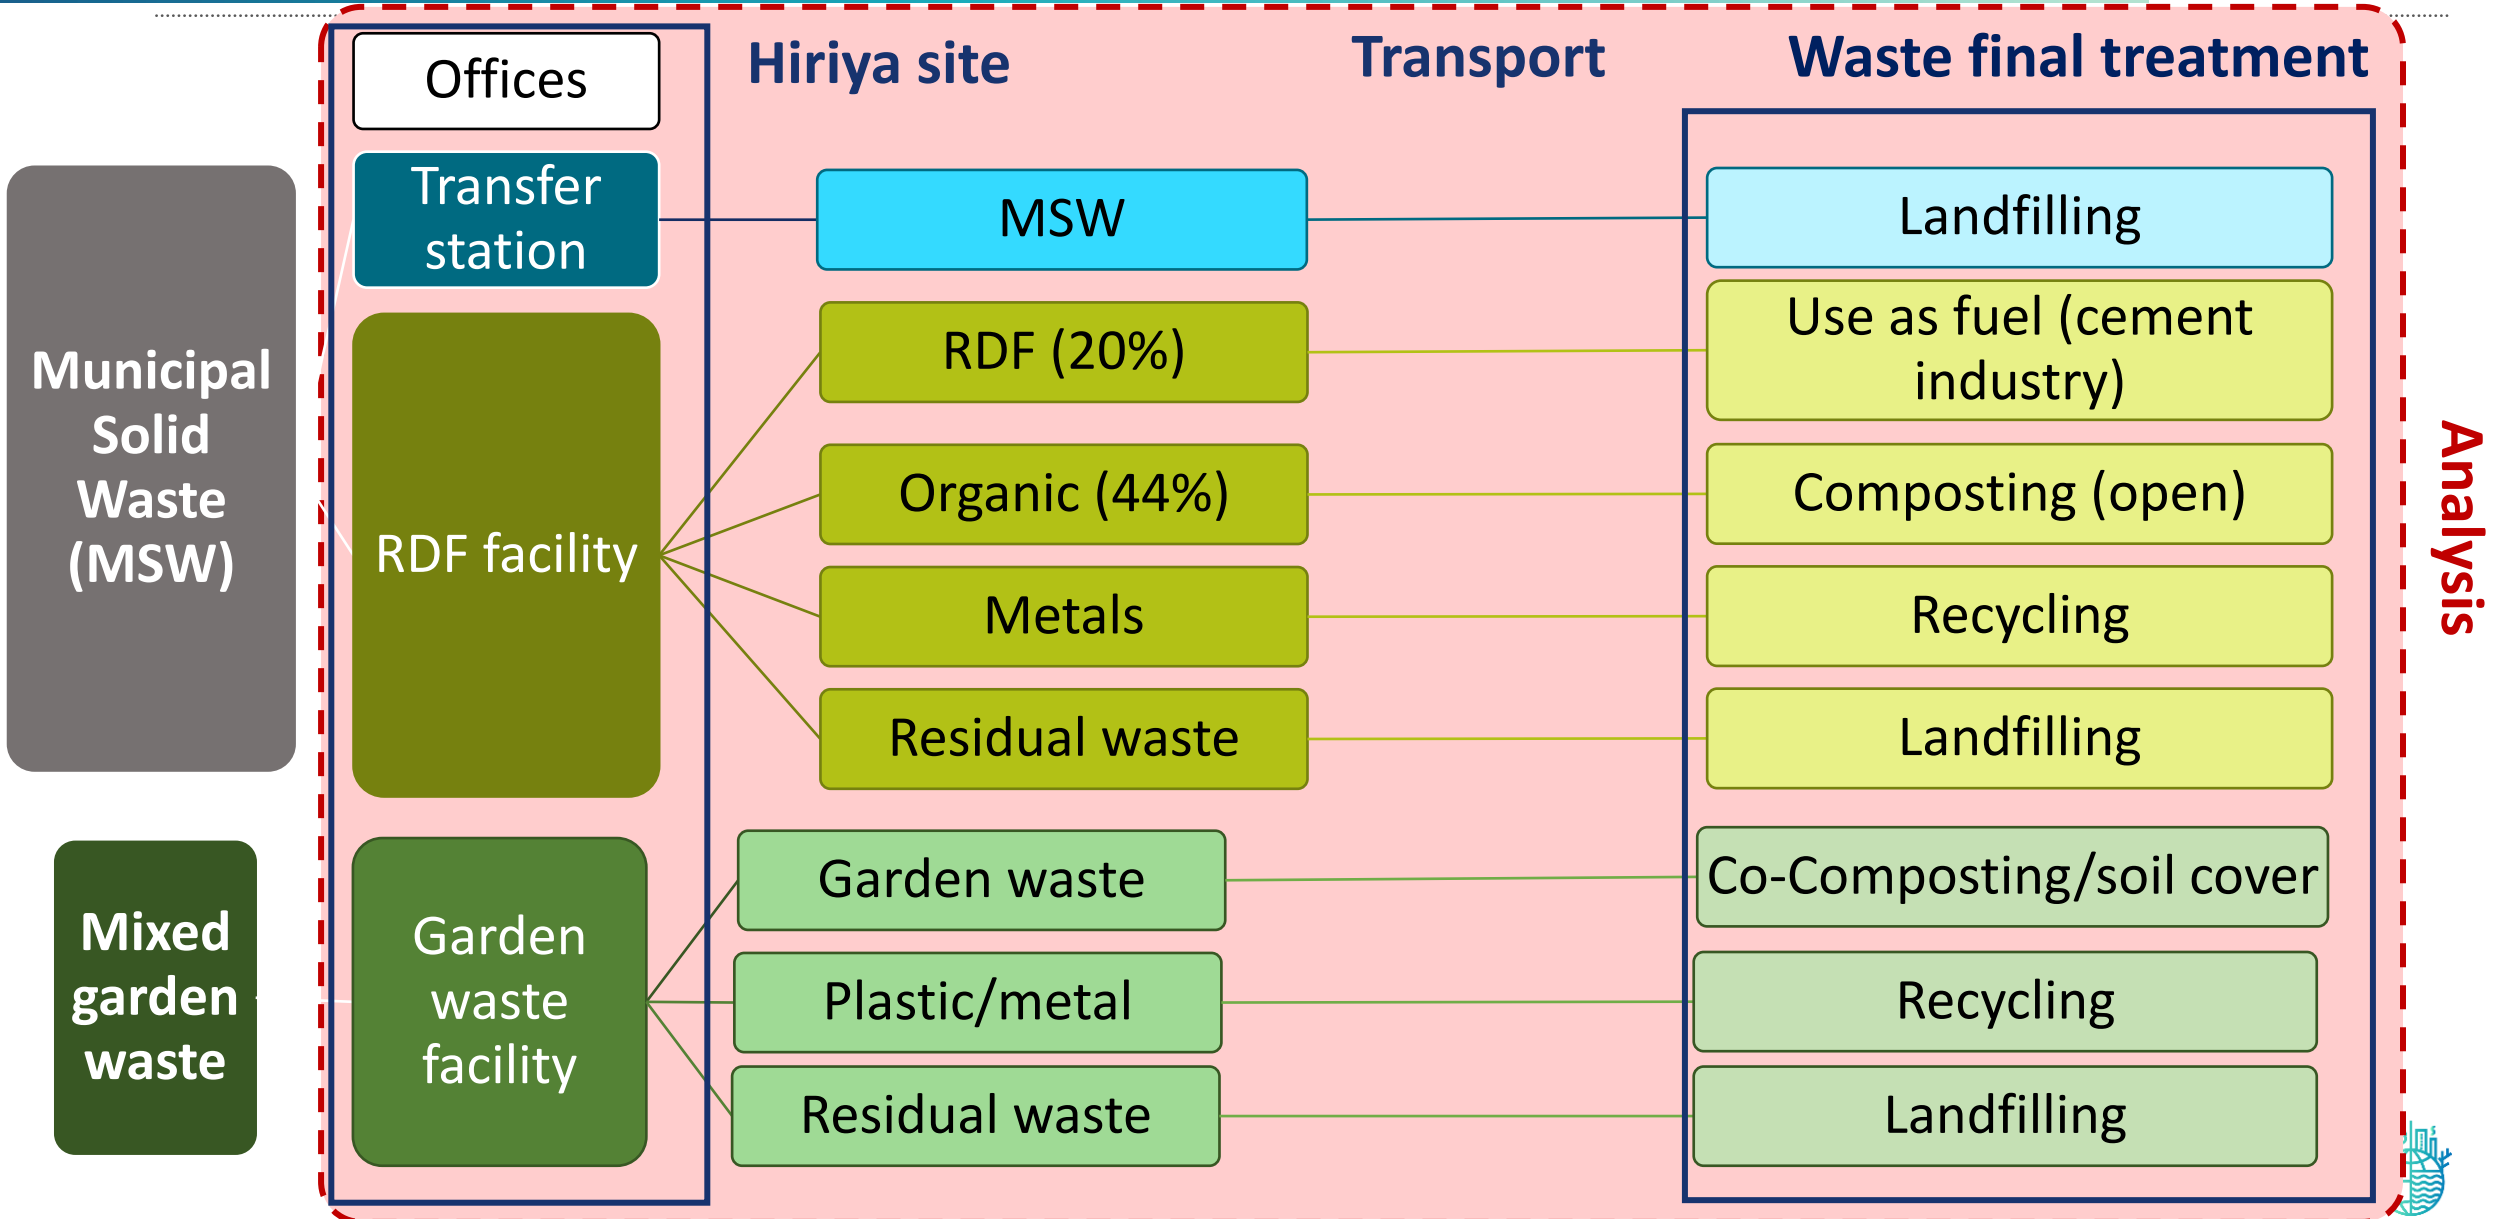 Offices
Hiriya site
Transport
Waste final treatment
Municipal
Solid
Waste
(MSW)
Transfer
station
MSW
Landfilling
RDF facility
RDF (20%)
Use as fuel (cement
industry)
Organic (44%)
Composting (open)
Metals
Recycling
Residual waste
Landfilling
Analysis
Mixed
garden
waste
Garden
waste
facility
Garden waste
Co-Composting/soil cover
Plastic/metal
Recycling
Residual waste
Landfilling